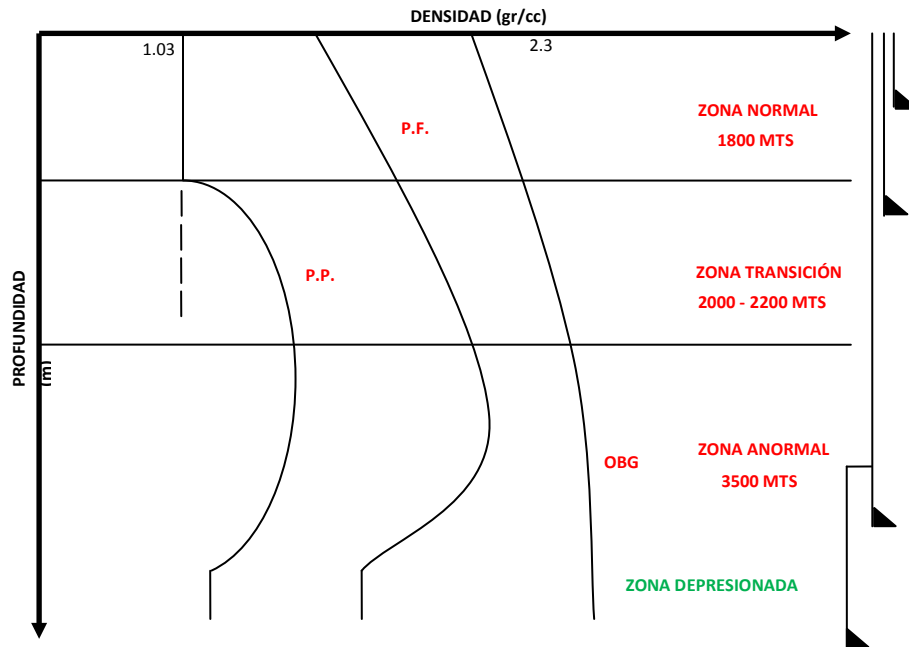 DENSIDAD (gr/cc)
1.03
2.3
P.F.
ZONA NORMAL
1800 MTS
P.P.
ZONA TRANSICIÓN
2000 - 2200 MTS
PROFUNDIDAD
(m)
OBG
ZONA ANORMAL
3500 MTS
ZONA DEPRESIONADA